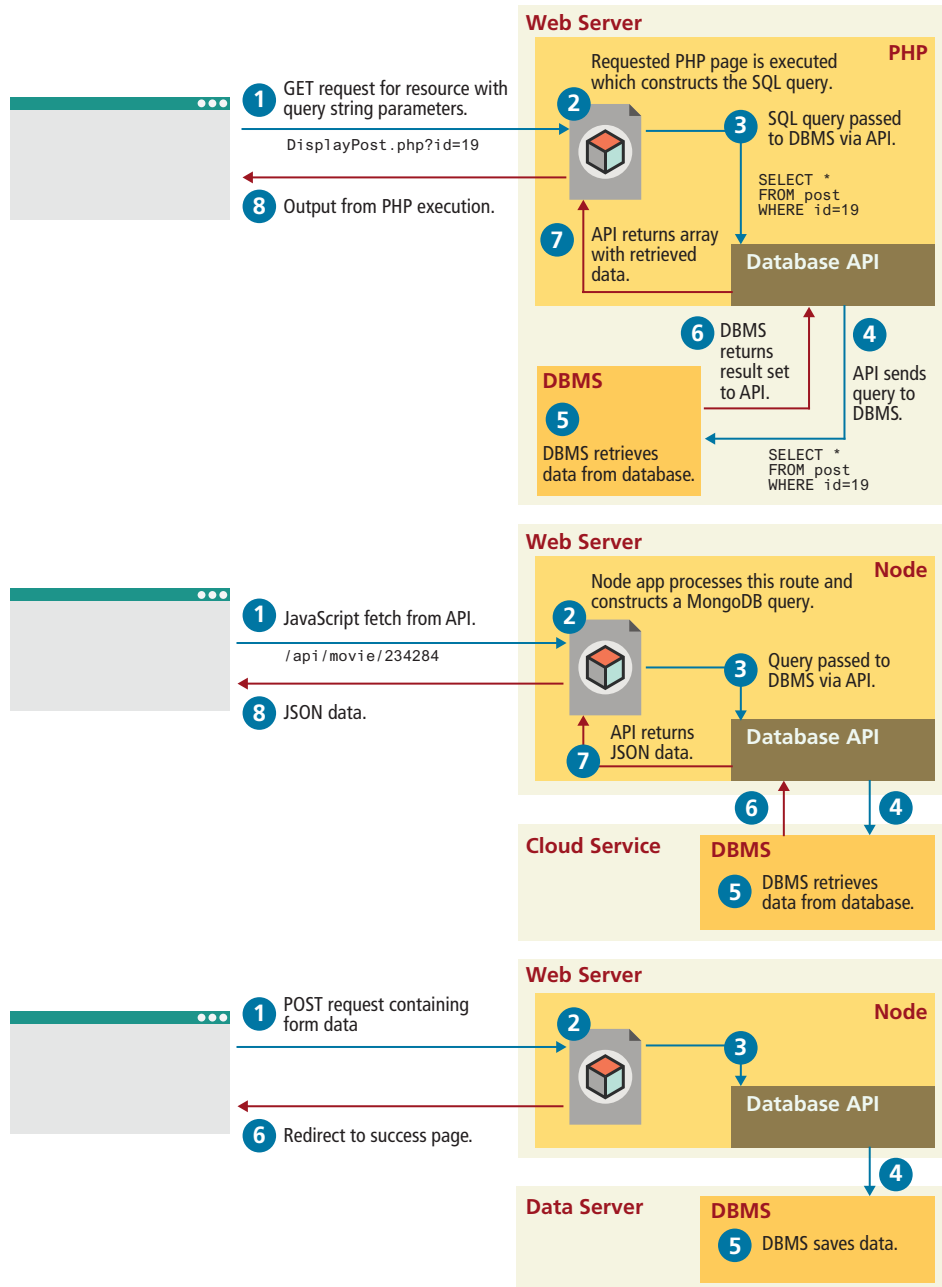 Web Server
PHP
Requested PHP page is executed
which constructs the SQL query.
1
GET request for resource with
query string parameters.
DisplayPost.php?id=19
2
3
SQL query passed
to DBMS via API.
SELECT *
FROM post
WHERE id=19
8
Output from PHP execution.
7
API returns array
with retrieved
data.
Database API
6
DBMS
returns
result set
to API.
4
API sends
query to
DBMS.
DBMS
5
DBMS retrieves
data from database.
SELECT *
FROM post
WHERE id=19
Web Server
Node
Node app processes this route and
constructs a MongoDB query.
1
JavaScript fetch from API.
/api/movie/234284
2
3
Query passed to
DBMS via API.
8
JSON data.
7
API returns
JSON data.
Database API
6
4
Cloud Service
DBMS
5
DBMS retrieves
data from database.
Web Server
Node
1
POST request containing
form data
2
3
Database API
6
Redirect to success page.
4
Data Server
DBMS
5
DBMS saves data.